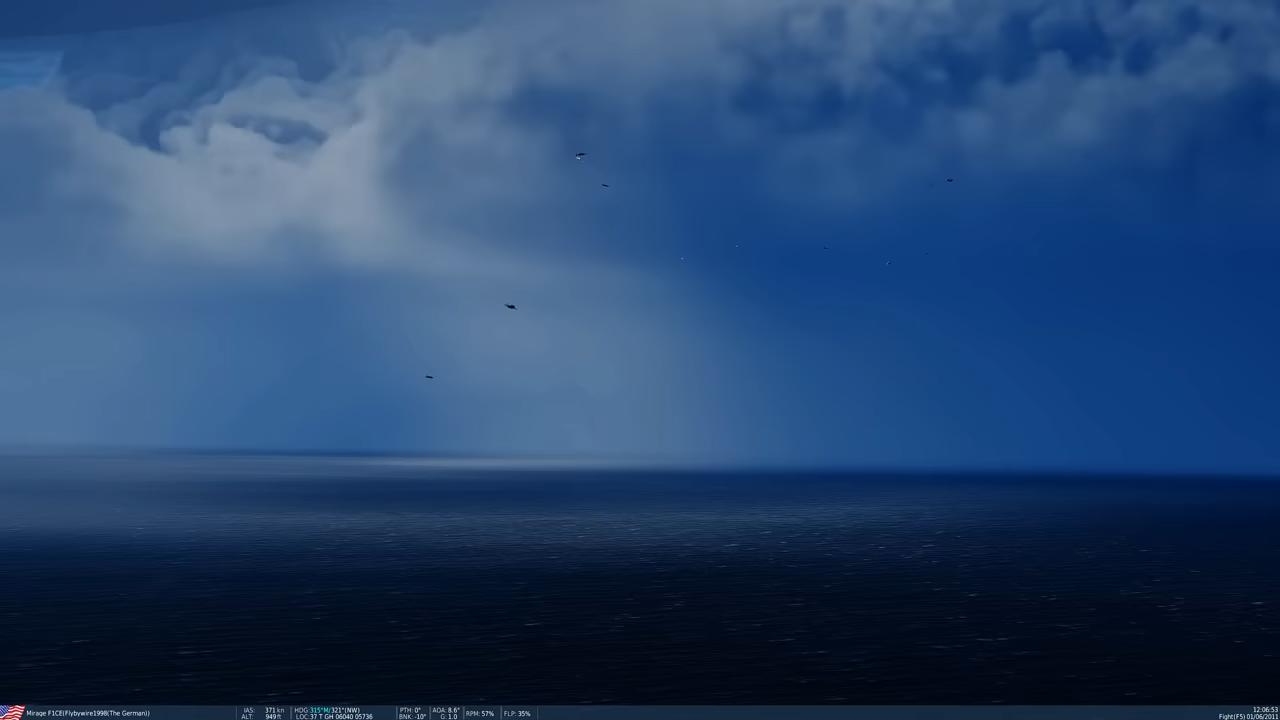 Mirage F1CE(Flybywire1998(The German))
IAS: 371 kn
ALT: 949 ft
HDG: 315°M/321°(NW)
LOC: 37 T GH 06040 05736
PTH: 0°
BNK: -10°
AOA: 8.6°
G: 1.0
RPM: 57%
FLP: 35%
12:06:53
Fight(F5) 01/06/2011